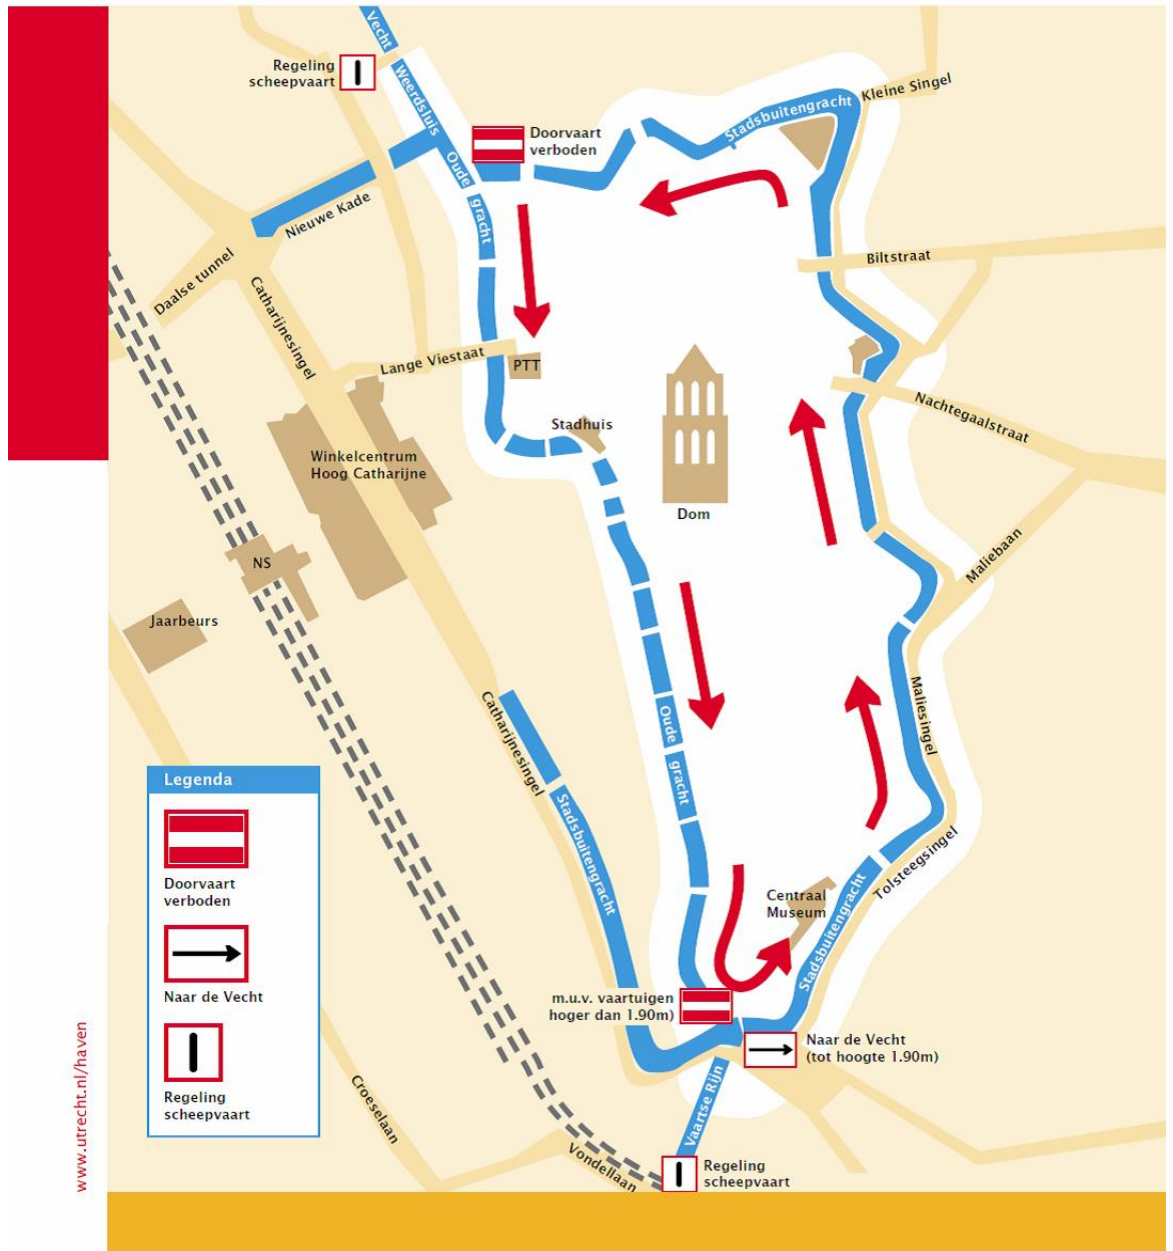 Vecht
Regeling
scheepvaart
Weerdsluis
Doorvaart
verboden
Stadsbuitengracht
Kleine Singel
Oude
gracht
Nieuwe Kade
Daalse tunnel
Biltstraat
Catharijnesingel
Lange Viestaat
PTT
Nachtegaalstraat
Stadhuis
Winkelcentrum
Hoog Catharijne
Dom
NS
Maliebaan
Jaarbeurs
Maliesingel
Catharijnesingel
Oude
gracht
Stadsbuitengracht
Tolsteegsingel
Centraal
Museum
Stadsbuitengracht
m.u.v. vaartuigen
hoger dan 1.90m)
Naar de Vecht
(tot hoogte 1.90m)
Vaartse Rijn
Croeselaan
Vondellaan
Regeling
scheepvaart
Legenda
Doorvaart
verboden
Naar de Vecht
Regeling
scheepvaart
www.utrecht.nl/haven